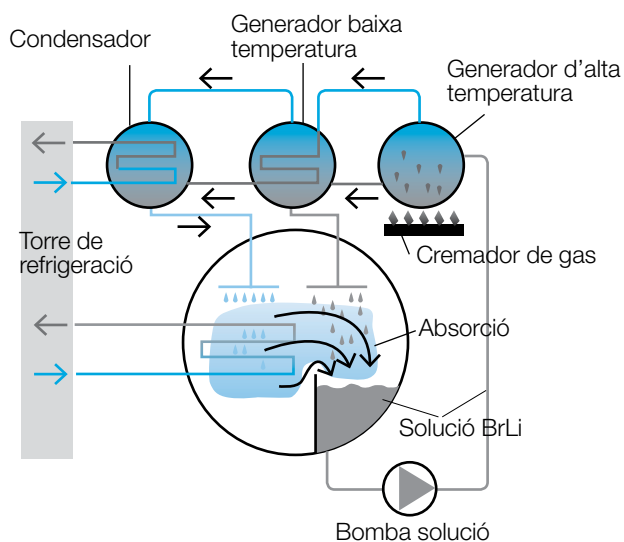 Condensador
Generador baixa
temperatura
Generador d’alta
temperatura
Torre de
refrigeració
Cremador de gas
Absorció
Solució BrLi
Bomba solució